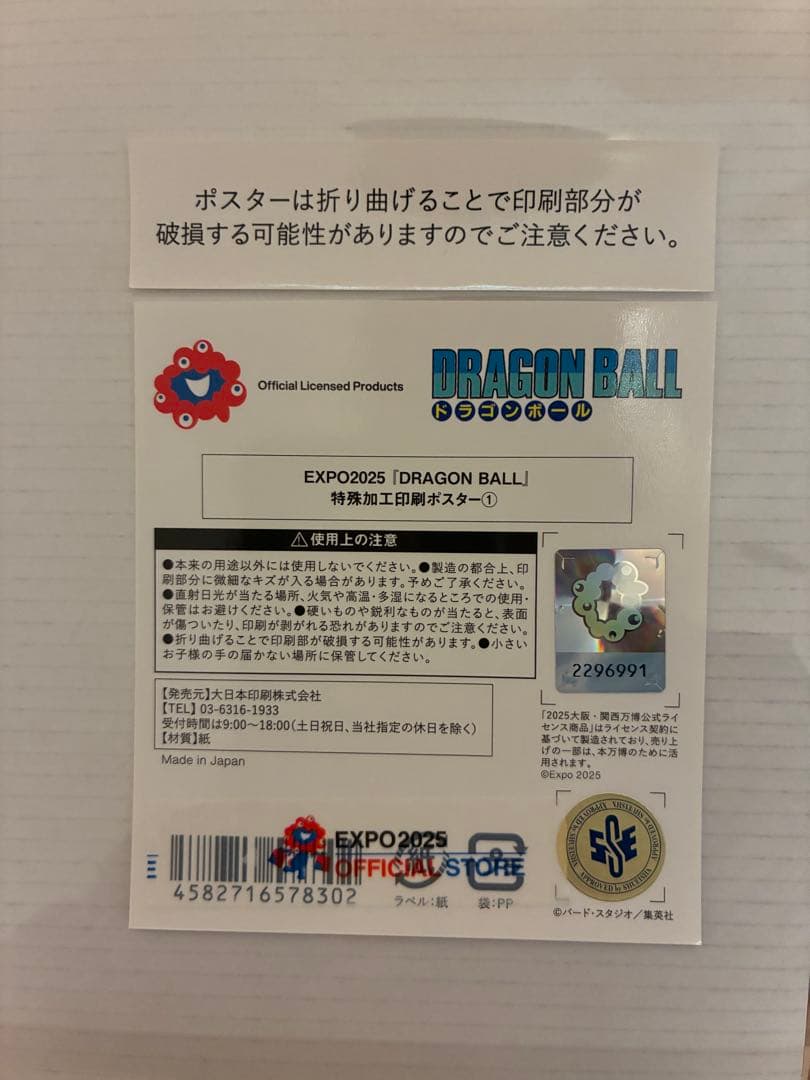 ポスターは折り曲げることで印刷部分が
破損する可能性がありますのでご注意ください。
Official Licensed Products
DRAGON BALL
ドラゴンボール
EXPO2025『DRAGON BALL』
特殊加工印刷ポスター①
⚠使用上の注意
●本来の用途以外には使用しないでください。●製造の都合上、印
刷部分に微細なキズが入る場合があります。予めご了承ください。
●直射日光が当たる場所、火気や高温・多湿になるところでの使用・
保管はお避けください。●硬いものや鋭利なものが当たると、表面
が傷ついたり、印刷が剥がれる恐れがありますのでご注意ください。
●折り曲げることで印刷部が破損する可能性があります。●小さい
お子様の手の届かない場所に保管してください。
2296991
【発売元】大日本印刷株式会社
【TEL】03-6316-1933
受付時間は9:00〜18:00(土日祝日、当社指定の休日を除く)
【材質】紙
Made in Japan
「2025大阪・関西万博公式ライ
センス商品」はライセンス契約に
基づいて製造されており、売り上
げの一部は、本万博のために活
用されます。
©Expo 2025
EXPO2025
OFFICIAL STORE
4582716578302
紙
ラベル:紙
袋:PP
APPROVED by SHUEISHA
©バード・スタジオ／集英社